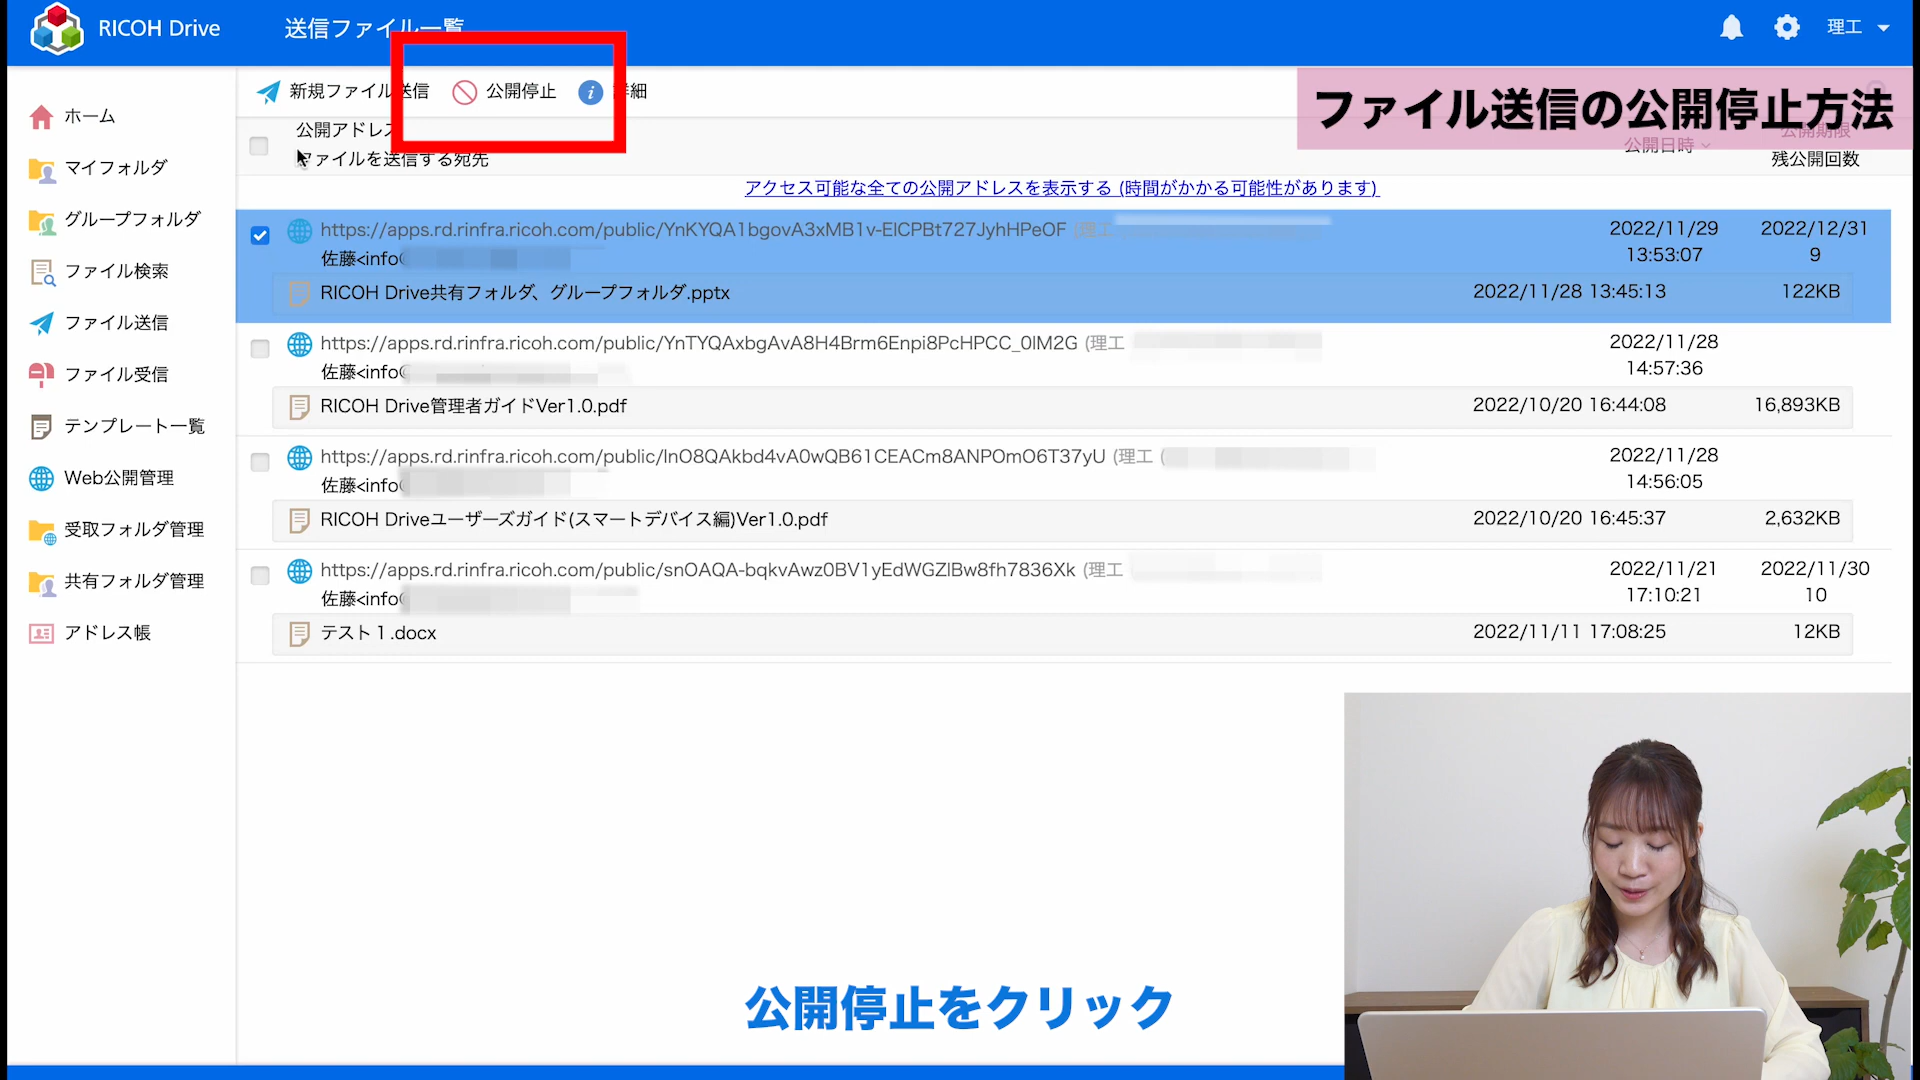 RICOH Drive
送信ファイル一覧
理工
新規ファイル送信
公開停止
詳細
ファイル送信の公開停止方法
ホーム
マイフォルダ
グループフォルダ
ファイル検索
ファイル送信
ファイル受信
テンプレート一覧
Web公開管理
受取フォルダ管理
共有フォルダ管理
アドレス帳
公開アドレス
ファイルを送信する宛先
公開日時
公開期限
残公開回数
アクセス可能な全ての公開アドレスを表示する (時間がかかる可能性があります)
https://apps.rd.rinfra.ricoh.com/public/YnKYQA1bgovA3xMB1v-ElCPBt727JyhHPeOF (理工
2022/11/29 13:53:07
2022/12/31
9
佐藤<info@
RICOH Drive共有フォルダ、グループフォルダ.pptx 2022/11/28 13:45:13 122KB
https://apps.rd.rinfra.ricoh.com/public/YnTYQAxbgAvA8H4Brm6Enpi8PcHPCC_0lM2G (理工
2022/11/28 14:57:36
佐藤<info@
RICOH Drive管理者ガイドVer1.0.pdf 2022/10/20 16:44:08 16,893KB
https://apps.rd.rinfra.ricoh.com/public/lnO8QAkbd4vA0wQB61CEACm8ANPOmO6T37yU (理工 (
2022/11/28 14:56:05
佐藤<info@
RICOH Driveユーザーズガイド(スマートデバイス編)Ver1.0.pdf 2022/10/20 16:45:37 2,632KB
https://apps.rd.rinfra.ricoh.com/public/snOAQA-bqkvAwz0BV1yEdWGZlBw8fh7836Xk (理工
2022/11/21 17:10:21
2022/11/30
10
佐藤<info@
テスト１.docx 2022/11/11 17:08:25 12KB
公開停止をクリック